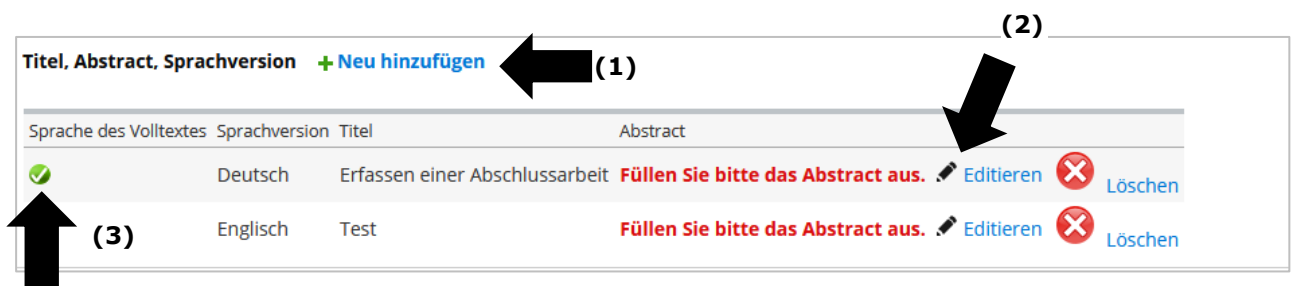 (2)
Titel, Abstract, Sprachversion + Neu hinzufügen (1)
Sprache des Volltextes Sprachversion Titel Abstract
Deutsch Erfassen einer Abschlussarbeit Füllen Sie bitte das Abstract aus. Editieren Löschen
(3) Englisch Test Füllen Sie bitte das Abstract aus. Editieren Löschen